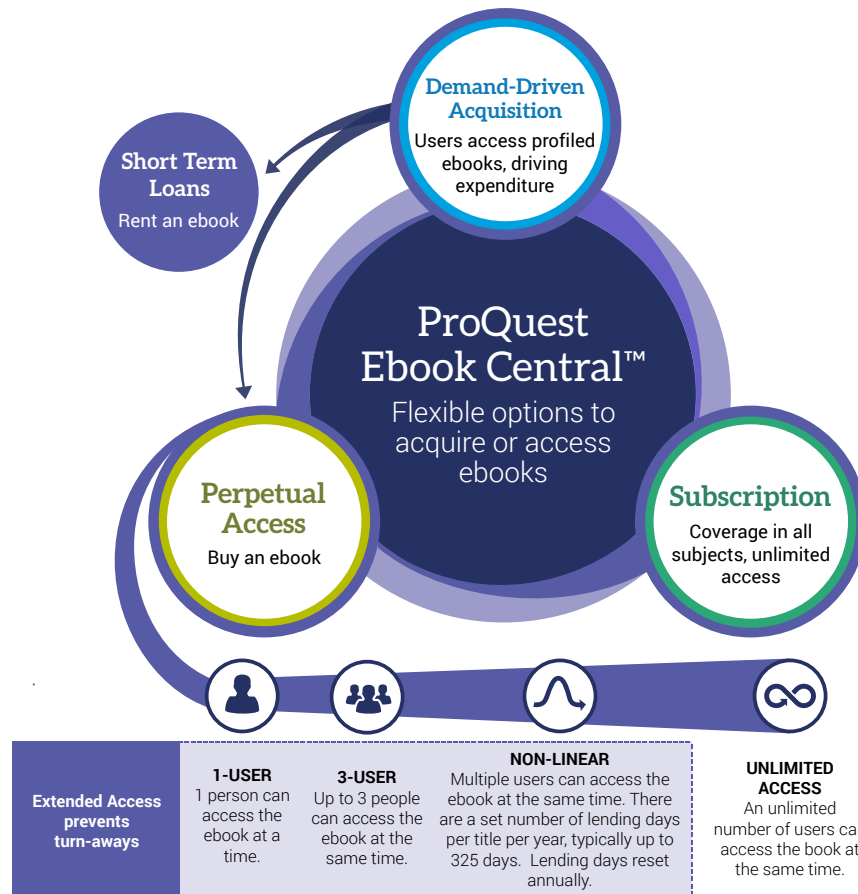 Demand-Driven
Acquisition
Users access profiled
ebooks, driving
expenditure
Short Term
Loans
Rent an ebook
ProQuest
Ebook Central™
Flexible options to
acquire or access
ebooks
Perpetual
Access
Buy an ebook
Subscription
Coverage in all
subjects, unlimited
access
Extended Access
prevents
turn-aways
1-USER
1 person can
access the
ebook at a
time.
3-USER
Up to 3 people
can access the
ebook at the
same time.
NON-LINEAR
Multiple users can access the
ebook at the same time. There
are a set number of lending days
per title per year, typically up to
325 days. Lending days reset
annually.
UNLIMITED
ACCESS
An unlimited
number of users can
access the book at
the same time.